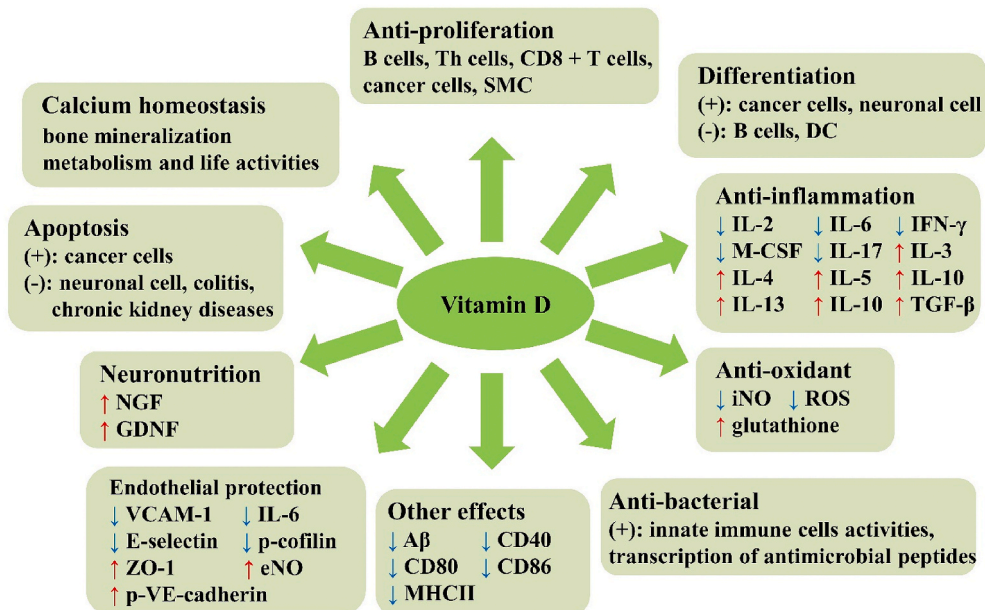 Anti-proliferation
B cells, Th cells, CD8 + T cells,
cancer cells, SMC
Calcium homeostasis
bone mineralization
metabolism and life activities
Differentiation
(+): cancer cells, neuronal cell
(-): B cells, DC
Apoptosis
(+): cancer cells
(-): neuronal cell, colitis,
chronic kidney diseases
Anti-inflammation
↓ IL-2 ↓ IL-6 ↓ IFN-γ
↓ M-CSF ↓ IL-17 ↑ IL-3
↑ IL-4 ↑ IL-5 ↑ IL-10
↑ IL-13 ↑ IL-10 ↑ TGF-β
Vitamin D
Neuronutrition
↑ NGF
↑ GDNF
Anti-oxidant
↓ iNO ↓ ROS
↑ glutathione
Endothelial protection
↓ VCAM-1 ↓ IL-6
↓ E-selectin ↓ p-cofilin
↑ ZO-1 ↑ eNO
↑ p-VE-cadherin
Other effects
↓ Aβ ↓ CD40
↓ CD80 ↓ CD86
↓ MHCII
Anti-bacterial
(+): innate immune cells activities,
transcription of antimicrobial peptides